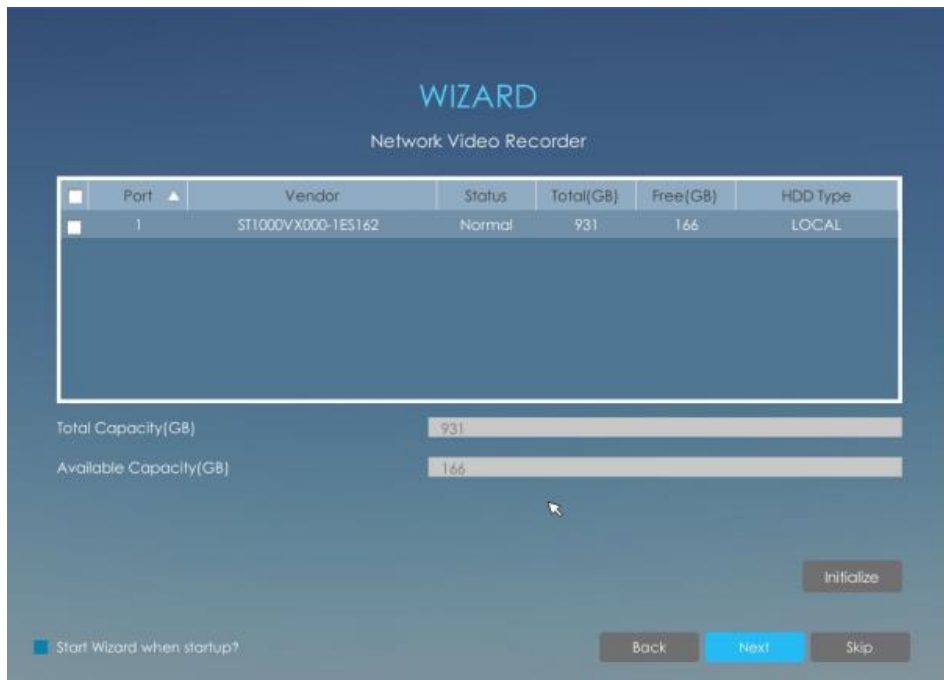 WIZARD
Network Video Recorder
Port Vendor Status Total(GB) Free(GB) HDD Type
1 ST1000VX000-1ES162 Normal 931 166 LOCAL
Total Capacity(GB) 931
Available Capacity(GB) 166
Initialize
Start Wizard when startup? Back Next Skip